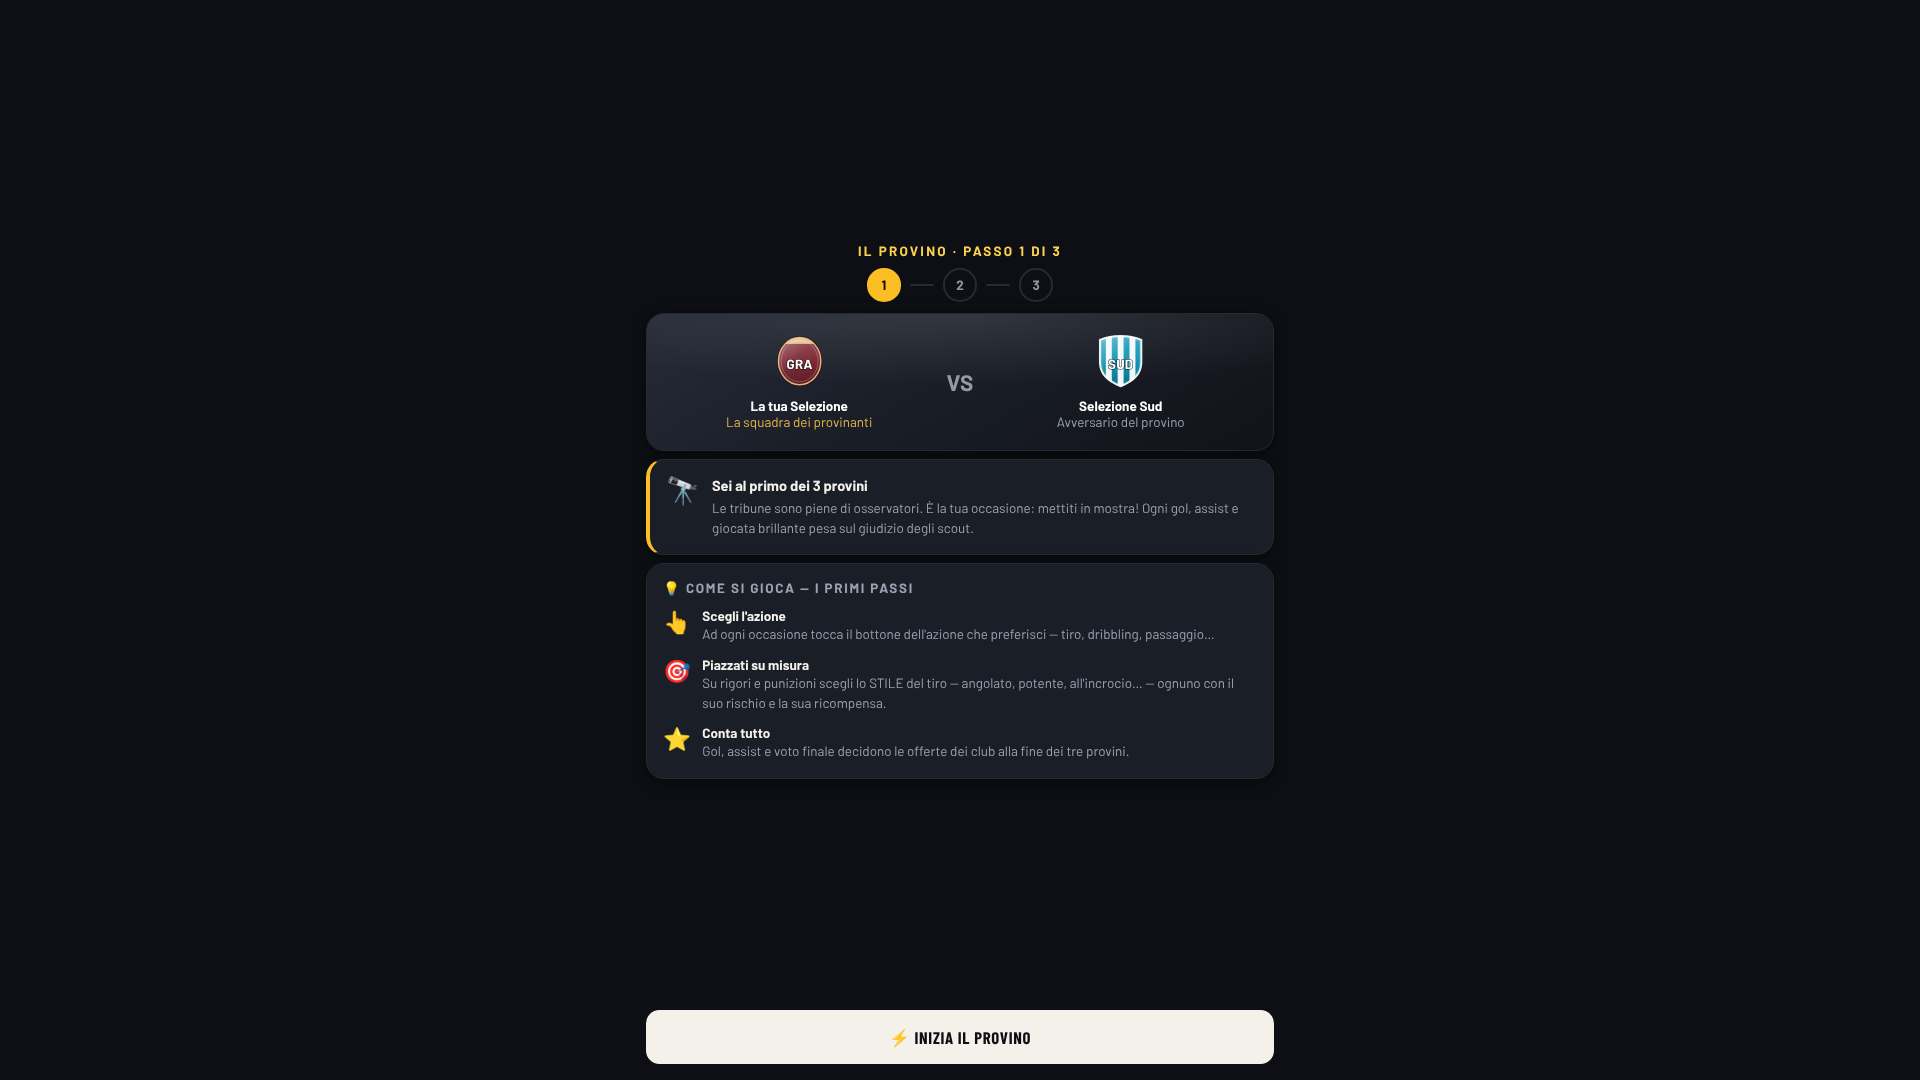 IL PROVINO · PASSO 1 DI 3
1 2 3
GRA
La tua Selezione
La squadra dei provinanti
VS
SUD
Selezione Sud
Avversario del provino
Sei al primo dei 3 provini
Le tribune sono piene di osservatori. È la tua occasione: mettiti in mostra! Ogni gol, assist e
giocata brillante pesa sul giudizio degli scout.
💡 COME SI GIOCA — I PRIMI PASSI
Scegli l'azione
Ad ogni occasione tocca il bottone dell'azione che preferisci — tiro, dribbling, passaggio...
Piazzati su misura
Su rigori e punizioni scegli lo STILE del tiro — angolato, potente, all'incrocio... — ognuno con il
suo rischio e la sua ricompensa.
Conta tutto
Gol, assist e voto finale decidono le offerte dei club alla fine dei tre provini.
⚡ INIZIA IL PROVINO